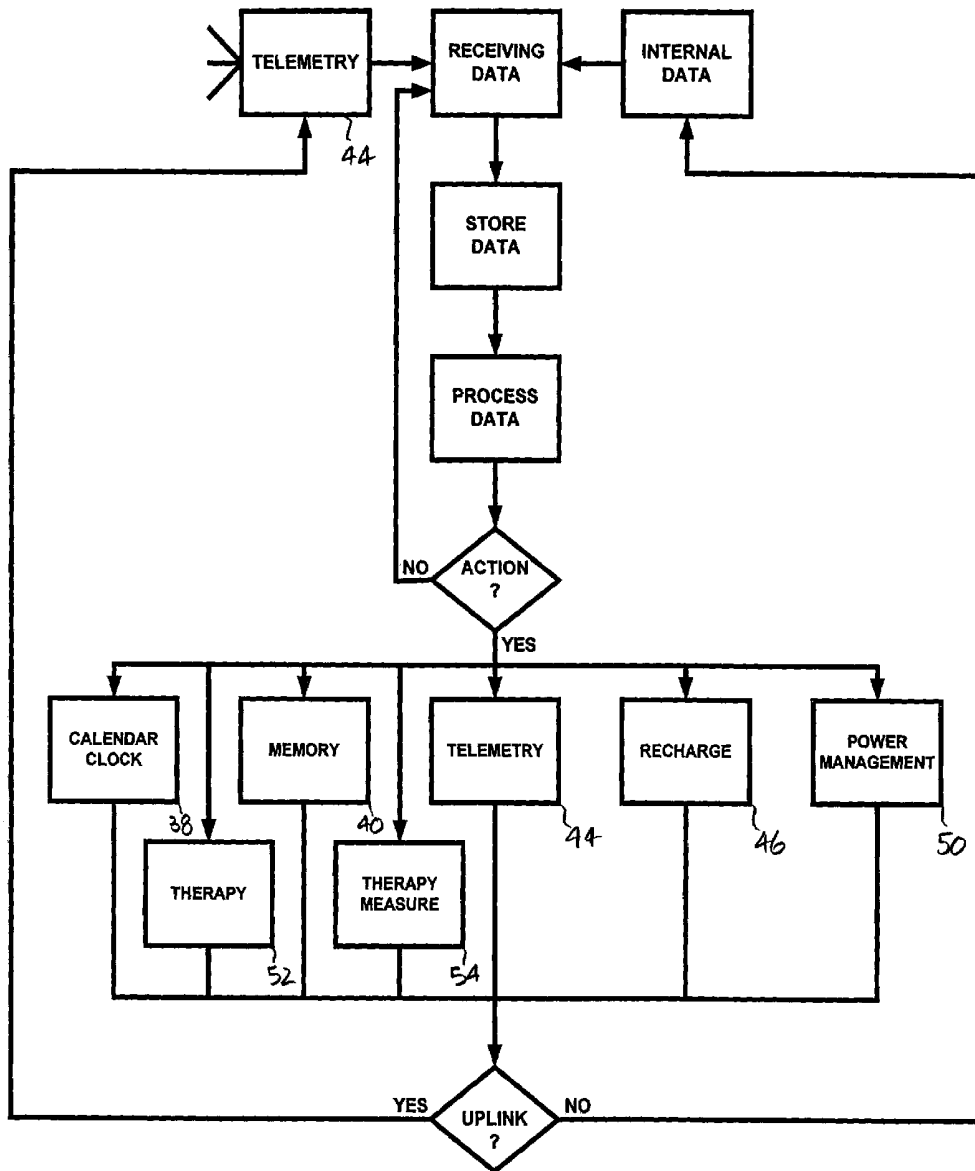 TELEMETRY
44
RECEIVING
DATA
INTERNAL
DATA
STORE
DATA
PROCESS
DATA
NO
ACTION
?
YES
CALENDAR
CLOCK
38
MEMORY
40
TELEMETRY
44
RECHARGE
46
POWER
MANAGEMENT
50
THERAPY
52
THERAPY
MEASURE
54
YES
UPLINK
?
NO